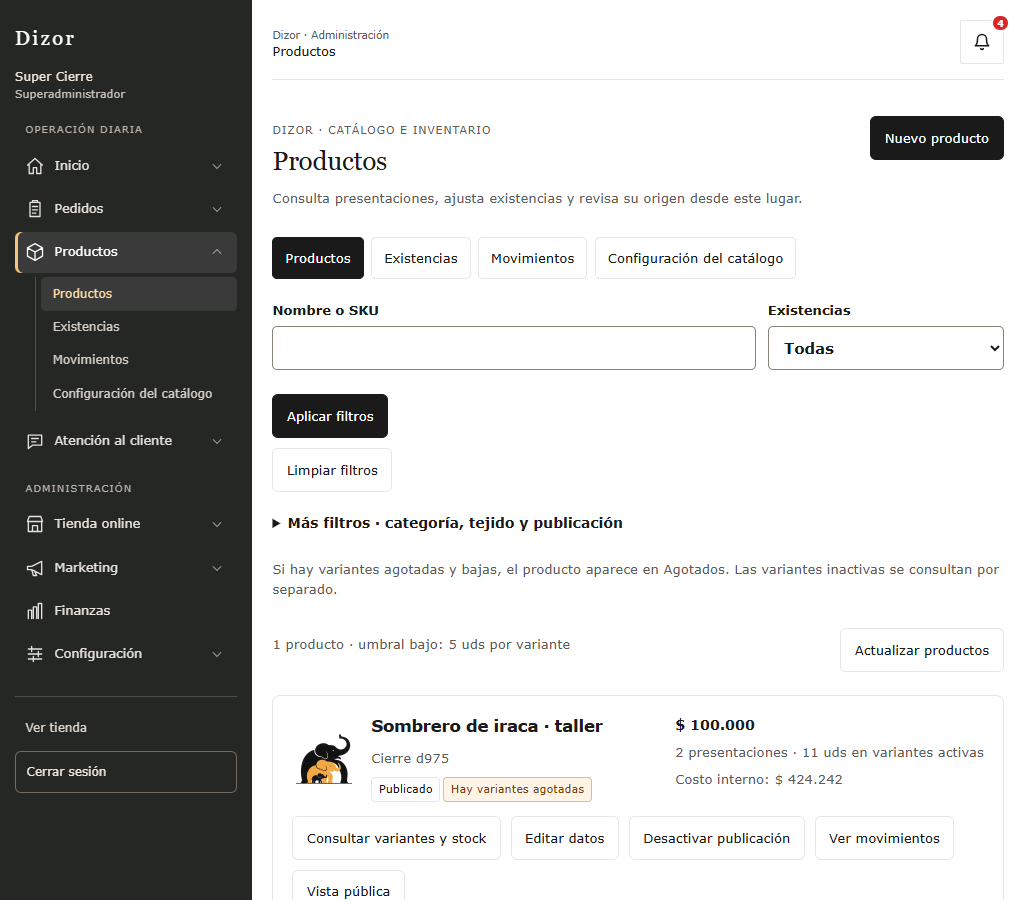 Dizor
Super Cierre
Superadministrador
OPERACIÓN DIARIA
Inicio
Pedidos
Productos
Productos
Existencias
Movimientos
Configuración del catálogo
Atención al cliente
ADMINISTRACIÓN
Tienda online
Marketing
Finanzas
Configuración
Ver tienda
Cerrar sesión
Dizor · Administración
Productos
4
DIZOR · CATÁLOGO E INVENTARIO
Productos
Consulta presentaciones, ajusta existencias y revisa su origen desde este lugar.
Nuevo producto
Productos Existencias Movimientos Configuración del catálogo
Nombre o SKU Existencias
Todas
Aplicar filtros
Limpiar filtros
Más filtros · categoría, tejido y publicación
Si hay variantes agotadas y bajas, el producto aparece en Agotados. Las variantes inactivas se consultan por
separado.
1 producto · umbral bajo: 5 uds por variante
Actualizar productos
Sombrero de iraca · taller
Cierre d975
Publicado Hay variantes agotadas
$ 100.000
2 presentaciones · 11 uds en variantes activas
Costo interno: $ 424.242
Consultar variantes y stock Editar datos Desactivar publicación Ver movimientos
Vista pública